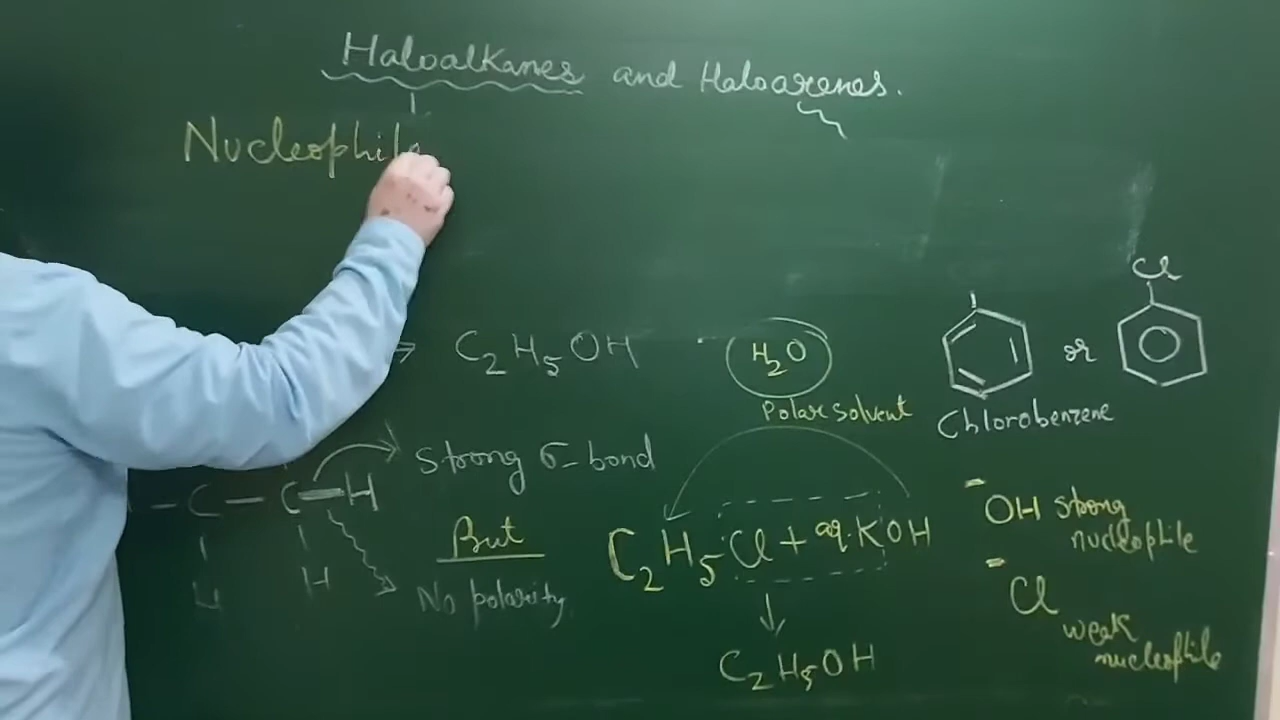 Haloalkanes and Haloarenes.
Nucleophile
→ C₂H₅OH
H₂O
Polar solvent
Cl
or
Chlorobenzene
Strong σ-bond
– C – C – H
H
H
But
No polarity
C₂H₅Cl + aq. KOH
↓
C₂H₅OH
⁻OH strong
nucleophile
⁻Cl
weak
nucleophile